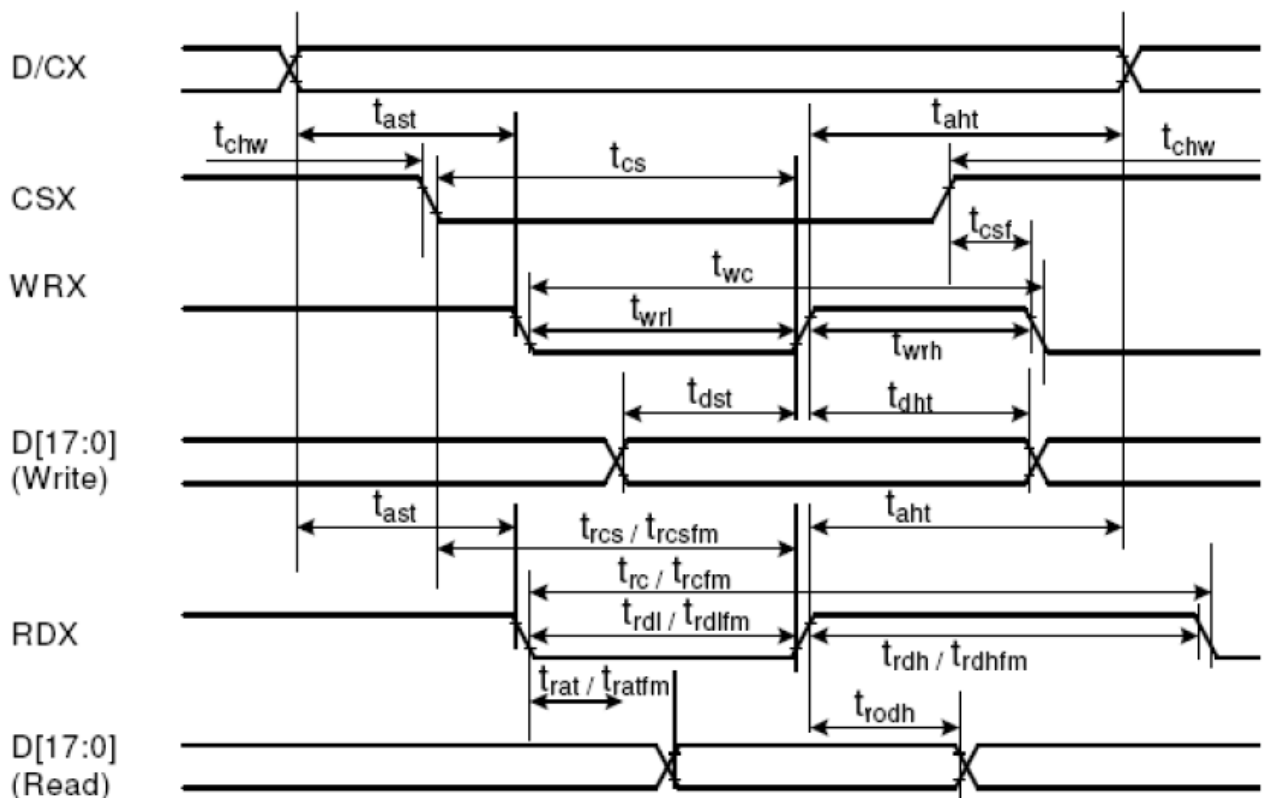 D/CX
t_ast
t_aht
t_chw
t_cs
t_chw
CSX
t_csf
WRX
t_wc
t_wrl
t_wrh
t_dst
t_dht
D[17:0]
(Write)
t_ast
t_rcs / t_rcsfm
t_aht
t_rc / t_rcfm
RDX
t_rdl / t_rdlfm
t_rdh / t_rdhfm
t_rat / t_ratfm
t_rodh
D[17:0]
(Read)